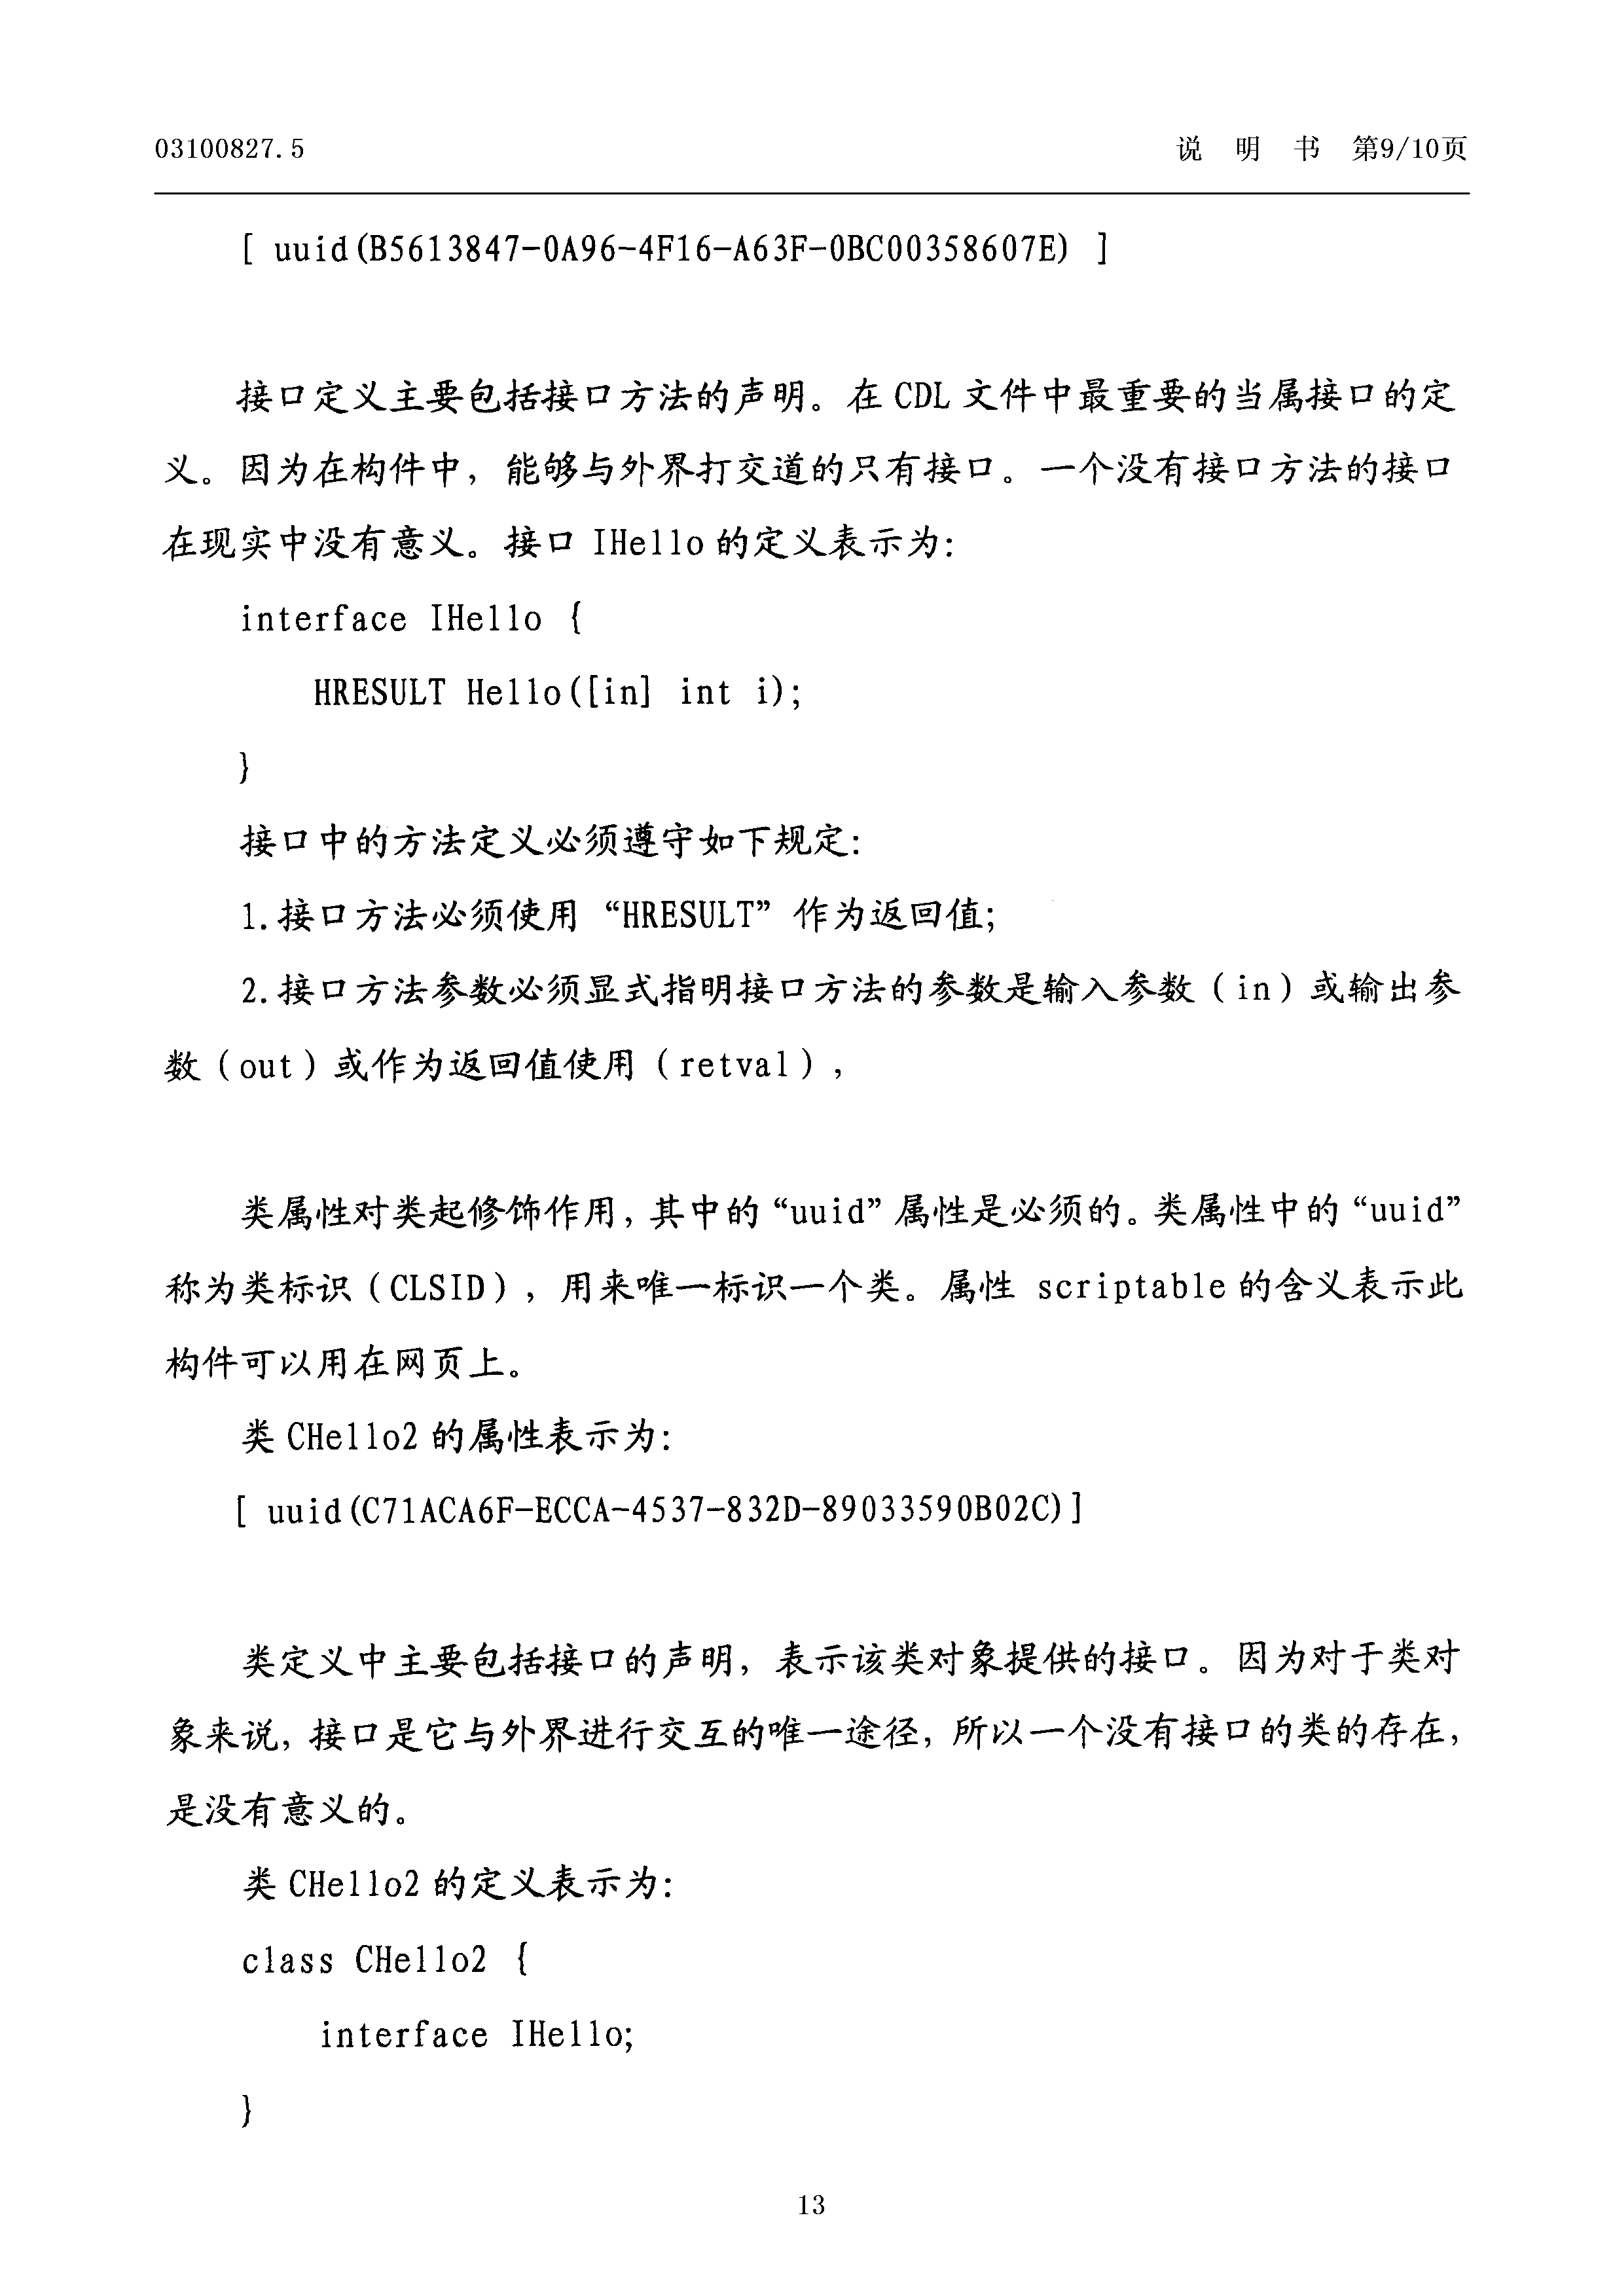 03100827.5 说 明 书 第9/10页
[ uuid(B5613847-0A96-4F16-A63F-0BC00358607E) ]
接口定义主要包括接口方法的声明。在 CDL 文件中最重要的当属接口的定
义。因为在构件中，能够与外界打交道的只有接口。一个没有接口方法的接口
在现实中没有意义。接口 IHello 的定义表示为：
interface IHello {
HRESULT Hello([in] int i);
}
接口中的方法定义必须遵守如下规定：
1.接口方法必须使用“HRESULT”作为返回值；
2.接口方法参数必须显式指明接口方法的参数是输入参数（in）或输出参
数（out）或作为返回值使用（retval），
类属性对类起修饰作用，其中的“uuid”属性是必须的。类属性中的“uuid”
称为类标识（CLSID），用来唯一标识一个类。属性 scriptable 的含义表示此
构件可以用在网页上。
类 CHello2 的属性表示为：
[ uuid(C71ACA6F-ECCA-4537-832D-89033590B02C)]
类定义中主要包括接口的声明，表示该类对象提供的接口。因为对于类对
象来说，接口是它与外界进行交互的唯一途径，所以一个没有接口的类的存在，
是没有意义的。
类 CHello2 的定义表示为：
class CHello2 {
interface IHello;
}
13